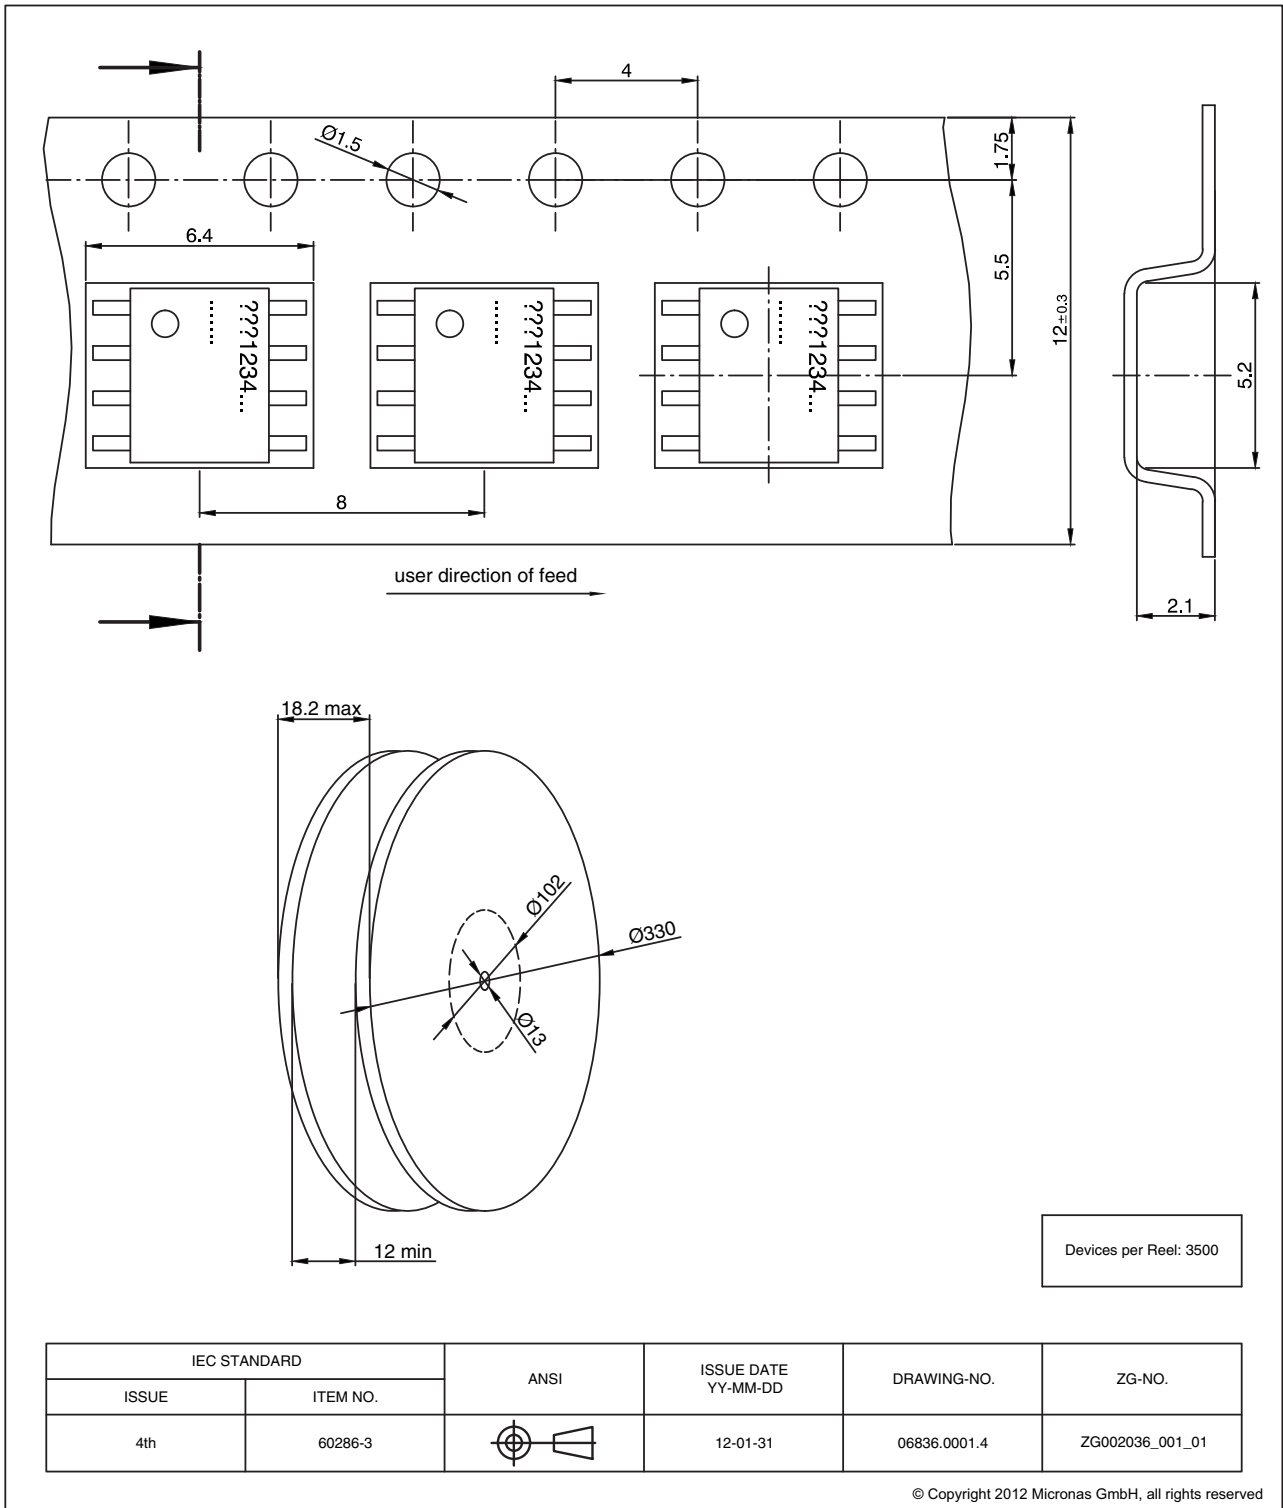 4
Ø1.5
1.75
6.4
5.5
12±0.3
???1234...
.......
???1234...
.......
???1234...
.......
5.2
8
user direction of feed
2.1
18.2 max
Ø102
Ø330
Ø13
12 min
Devices per Reel: 3500
IEC STANDARD
ANSI
ISSUE DATE
YY-MM-DD
DRAWING-NO.
ZG-NO.
ISSUE
ITEM NO.
4th
60286-3
12-01-31
06836.0001.4
ZG002036_001_01
© Copyright 2012 Micronas GmbH, all rights reserved